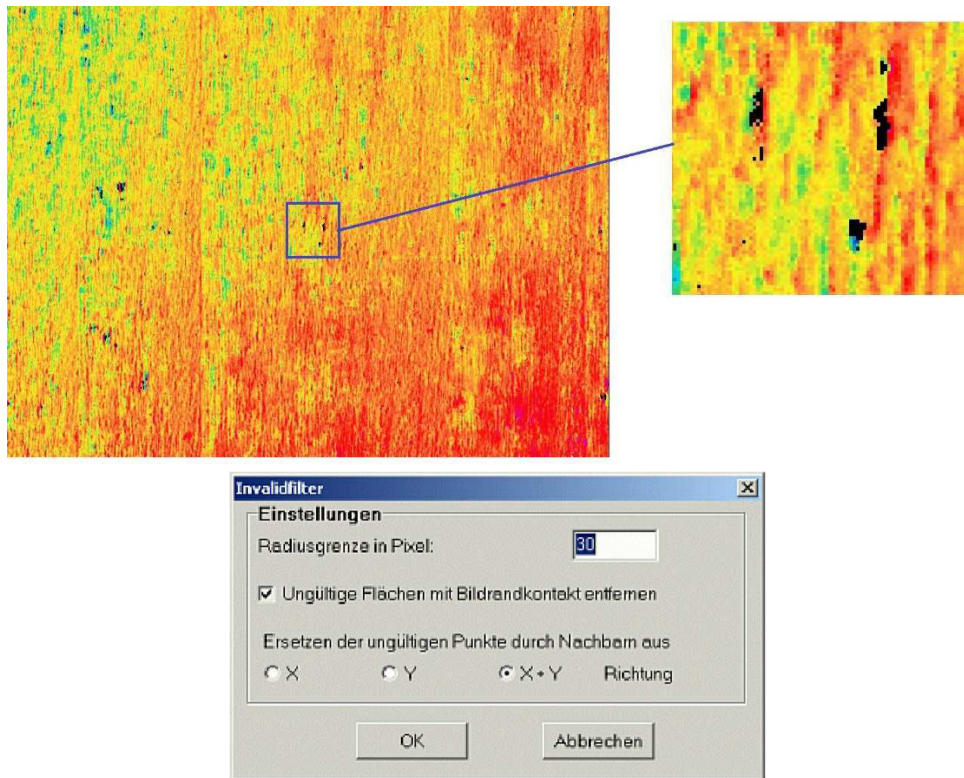 Invalidfilter
Einstellungen
Radiusgrenze in Pixel: 30
Ungültige Flächen mit Bildrandkontakt entfernen
Ersetzen der ungültigen Punkte durch Nachbarn aus
X Y X+Y Richtung
OK Abbrechen